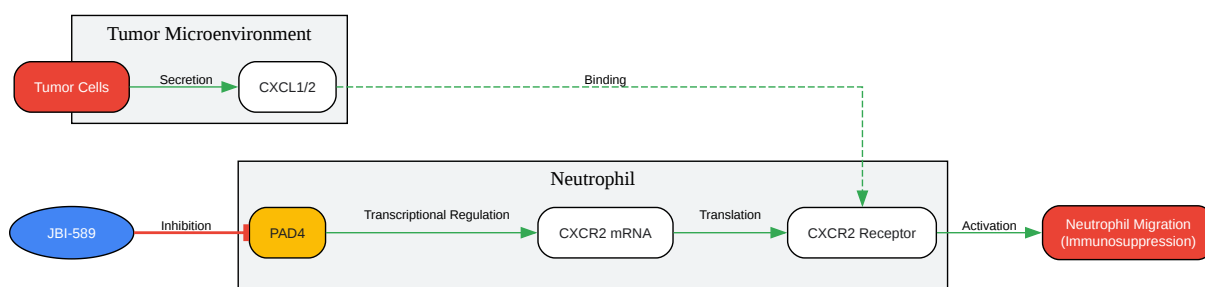 Tumor Microenvironment
Tumor Cells
Secretion
CXCL1/2
Binding
Neutrophil
JBI-589
Inhibition
PAD4
Transcriptional Regulation
CXCR2 mRNA
Translation
CXCR2 Receptor
Activation
Neutrophil Migration
(Immunosuppression)